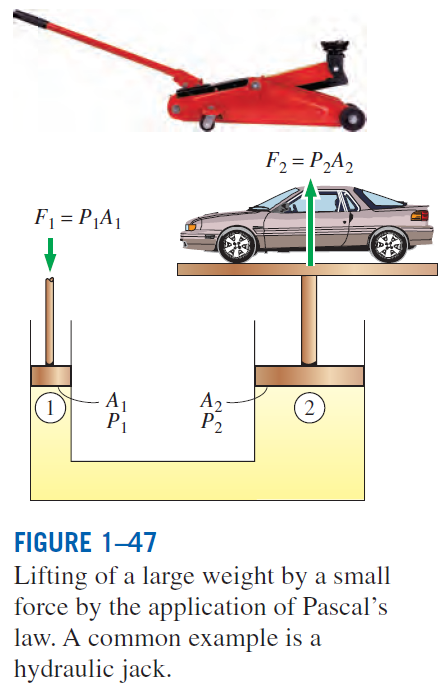 F₂ = P₂A₂
F₁ = P₁A₁
1
A₁
P₁
A₂
P₂
2
FIGURE 1–47
Lifting of a large weight by a small
force by the application of Pascal’s
law. A common example is a
hydraulic jack.